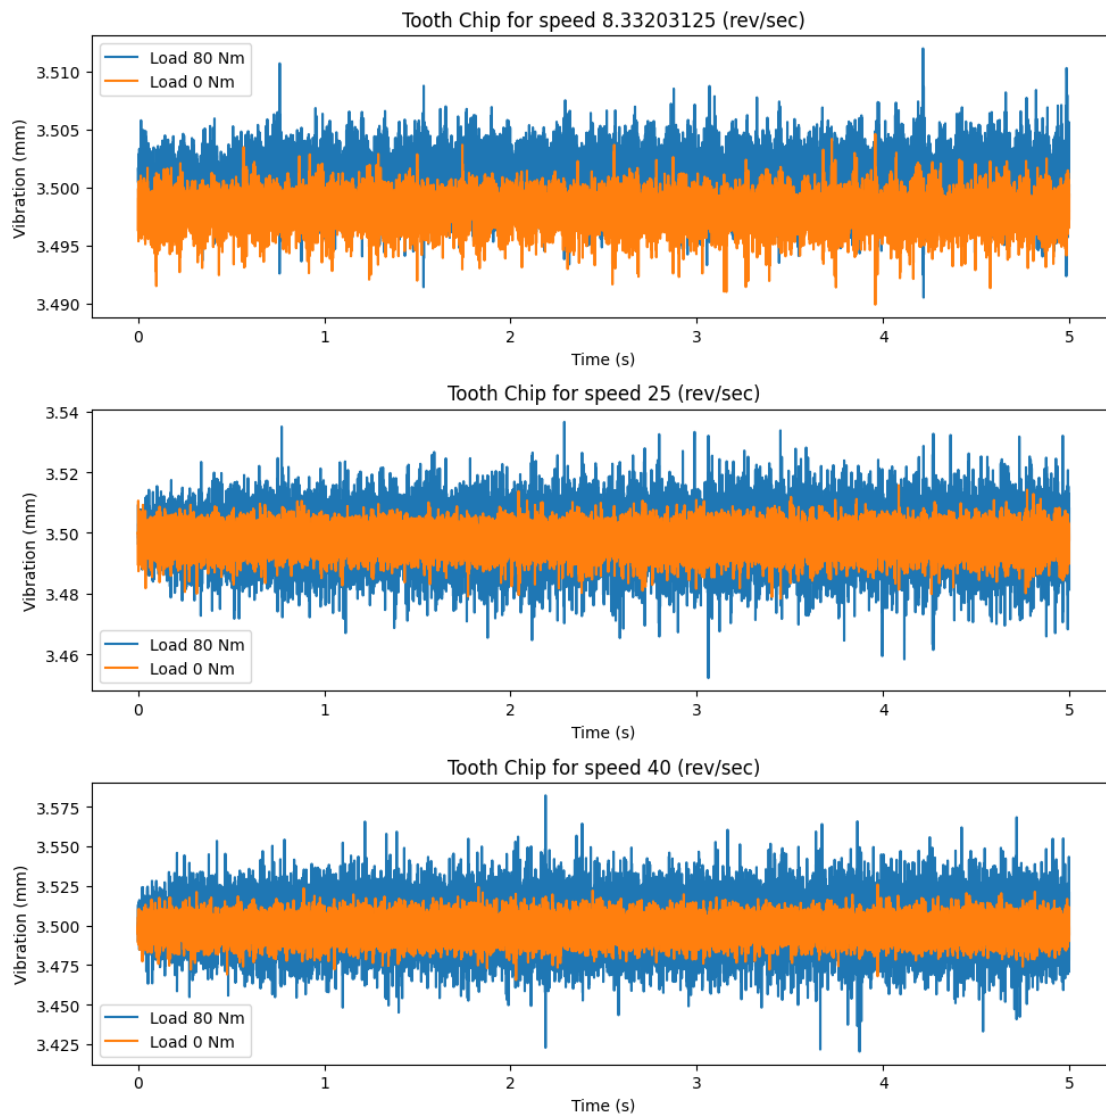 Tooth Chip for speed 8.33203125 (rev/sec)
Load 80 Nm
Load 0 Nm
3.510
3.505
3.500
3.495
3.490
Vibration (mm)
0 1 2 3 4 5
Time (s)
Tooth Chip for speed 25 (rev/sec)
3.54
3.52
3.50
3.48
3.46
Vibration (mm)
Load 80 Nm
Load 0 Nm
0 1 2 3 4 5
Time (s)
Tooth Chip for speed 40 (rev/sec)
3.575
3.550
3.525
3.500
3.475
3.450
3.425
Vibration (mm)
Load 80 Nm
Load 0 Nm
0 1 2 3 4 5
Time (s)